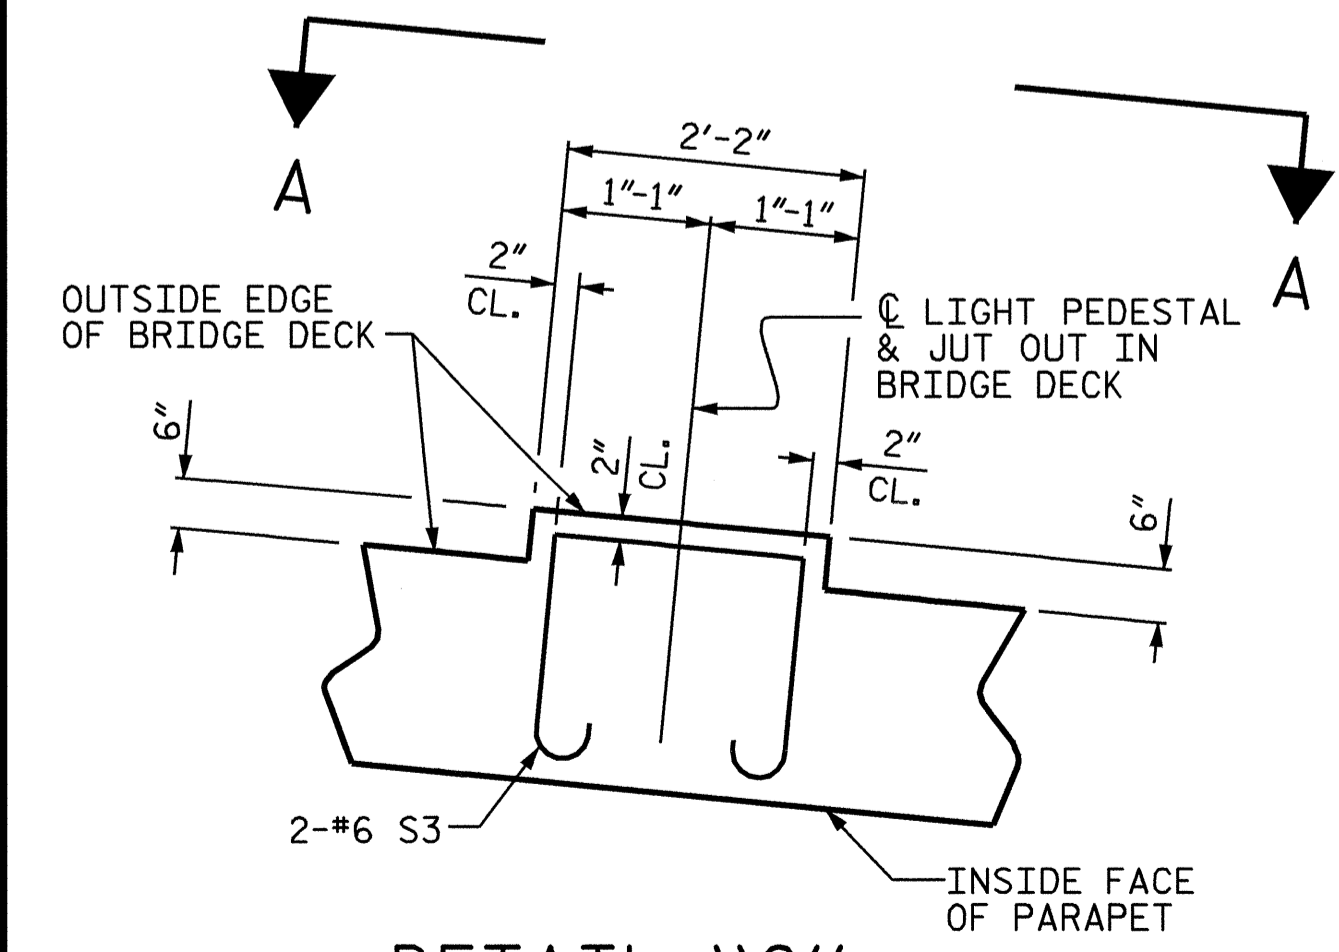 A
A
2'-2"
1"-1"
1"-1"
2"
CL.
OUTSIDE EDGE
OF BRIDGE DECK
℄ LIGHT PEDESTAL
& JUT OUT IN
BRIDGE DECK
6"
2"
CL.
2"
CL.
6"
2-#6 S3
INSIDE FACE
OF PARAPET